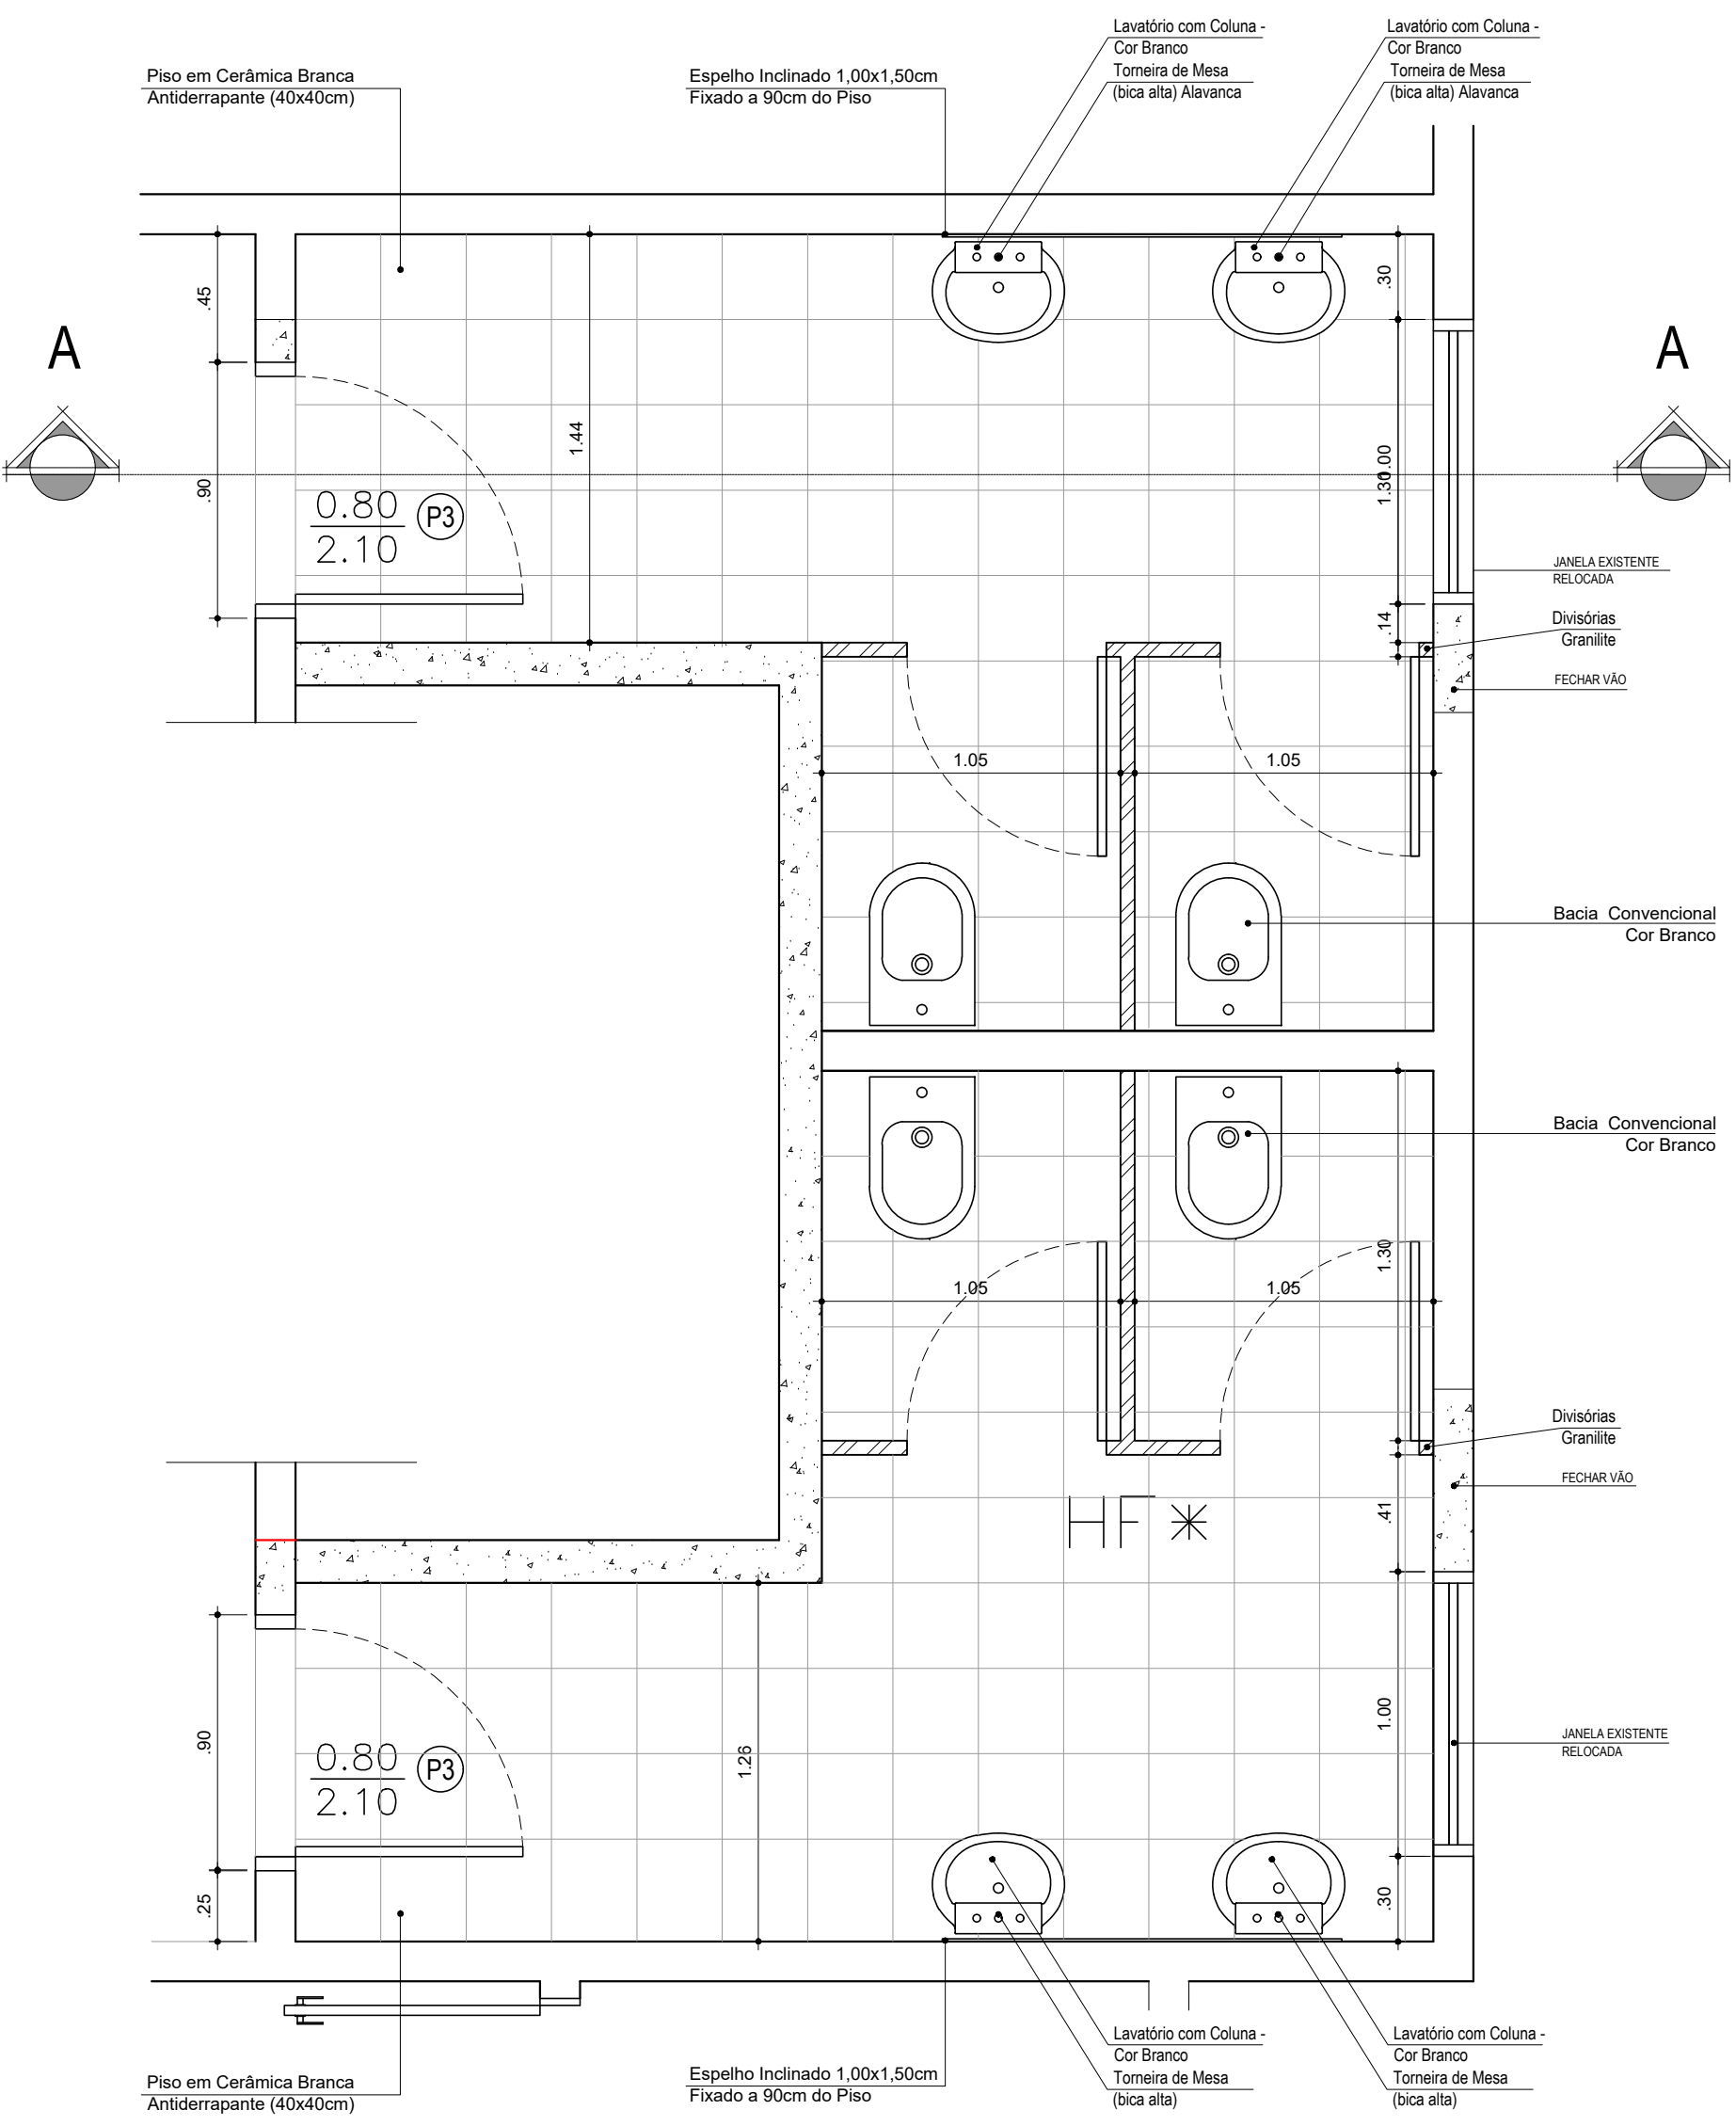 Lavatório com Coluna -
Cor Branco
Torneira de Mesa
(bica alta) Alavanca
Lavatório com Coluna -
Cor Branco
Torneira de Mesa
(bica alta) Alavanca
Piso em Cerâmica Branca
Antiderrapante (40x40cm)
Espelho Inclinado 1,00x1,50cm
Fixado a 90cm do Piso
.45
.30
A
A
1.44
.90
1.30
1.00
0.80
2.10
P3
JANELA EXISTENTE
RELOCADA
.14
Divisórias
Granilite
FECHAR VÃO
1.05
1.05
Bacia Convencional
Cor Branco
Bacia Convencional
Cor Branco
1.30
1.05
1.05
Divisórias
Granilite
FECHAR VÃO
.41
HF *
1.00
.90
1.26
0.80
2.10
P3
JANELA EXISTENTE
RELOCADA
.25
.30
Lavatório com Coluna -
Cor Branco
Torneira de Mesa
(bica alta)
Lavatório com Coluna -
Cor Branco
Torneira de Mesa
(bica alta)
Espelho Inclinado 1,00x1,50cm
Fixado a 90cm do Piso
Piso em Cerâmica Branca
Antiderrapante (40x40cm)